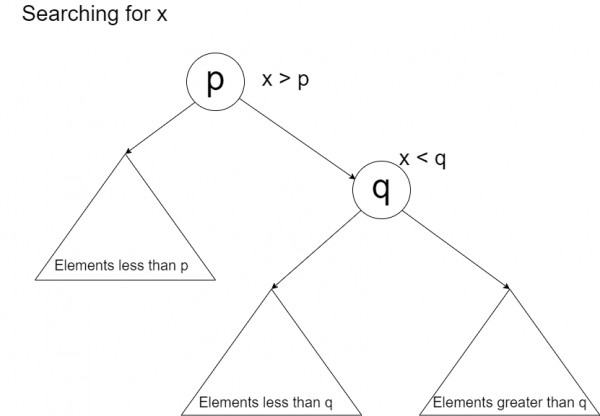 Searching for x
p
x > p
x < q
q
Elements less than p
Elements less than q
Elements greater than q